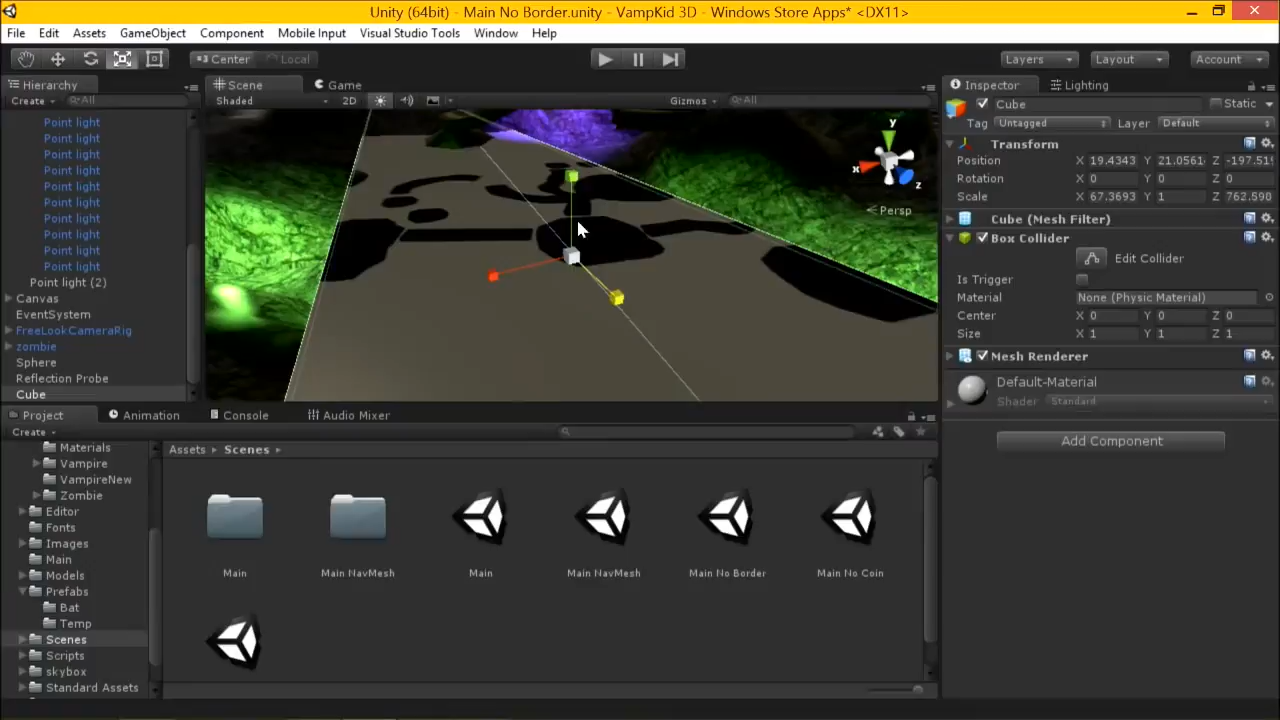 Unity (64bit) - Main No Border.unity - VampKid 3D - Windows Store Apps* <DX11>
File Edit Assets GameObject Component Mobile Input Visual Studio Tools Window Help
Center Local Layers Layout Account
Hierarchy
Create All
Point light
Point light
Point light
Point light
Point light
Point light
Point light
Point light
Point light
Point light
Point light (2)
Canvas
EventSystem
FreeLookCameraRig
zombie
Sphere
Reflection Probe
Cube
Scene Game
Shaded 2D Gizmos All
y
x
z
Persp
Inspector Lighting
Cube Static
Tag Untagged Layer Default
Transform
Position X 19.4343 Y 21.0561 Z -197.519
Rotation X 0 Y 0 Z 0
Scale X 67.3693 Y 1 Z 762.590
Cube (Mesh Filter)
Box Collider
Edit Collider
Is Trigger
Material None (Physic Material)
Center X 0 Y 0 Z 0
Size X 1 Y 1 Z 1
Mesh Renderer
Default-Material
Shader Standard
Add Component
Project Animation Console Audio Mixer
Create
Materials
Vampire
VampireNew
Zombie
Editor
Fonts
Images
Main
Models
Prefabs
Bat
Temp
Scenes
Scripts
skybox
Standard Assets
Assets Scenes
Main Main NavMesh Main Main NavMesh Main No Border Main No Coin